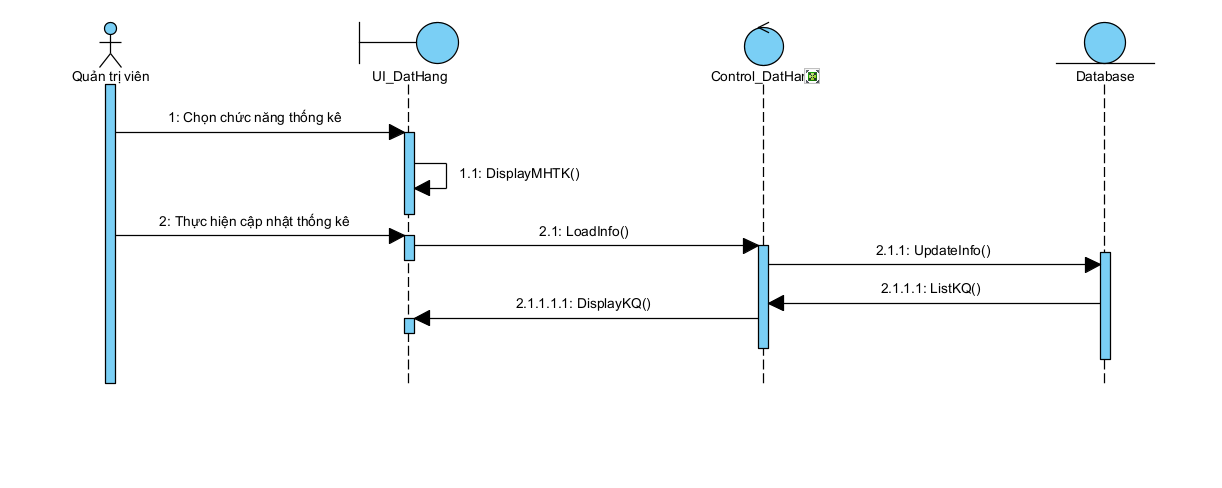 Quản trị viên
UI_DatHang
Database
1: Chọn chức năng thống kê
1.1: DisplayMHTK()
2: Thực hiện cập nhật thống kê
2.1: LoadInfo()
2.1.1: UpdateInfo()
2.1.1.1: ListKQ()
2.1.1.1.1: DisplayKQ()